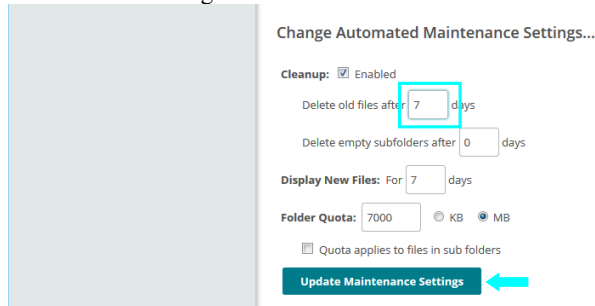 Change Automated Maintenance Settings...
Cleanup: Enabled
Delete old files after 7 days
Delete empty subfolders after 0 days
Display New Files: For 7 days
Folder Quota: 7000 KB MB
Quota applies to files in sub folders
Update Maintenance Settings